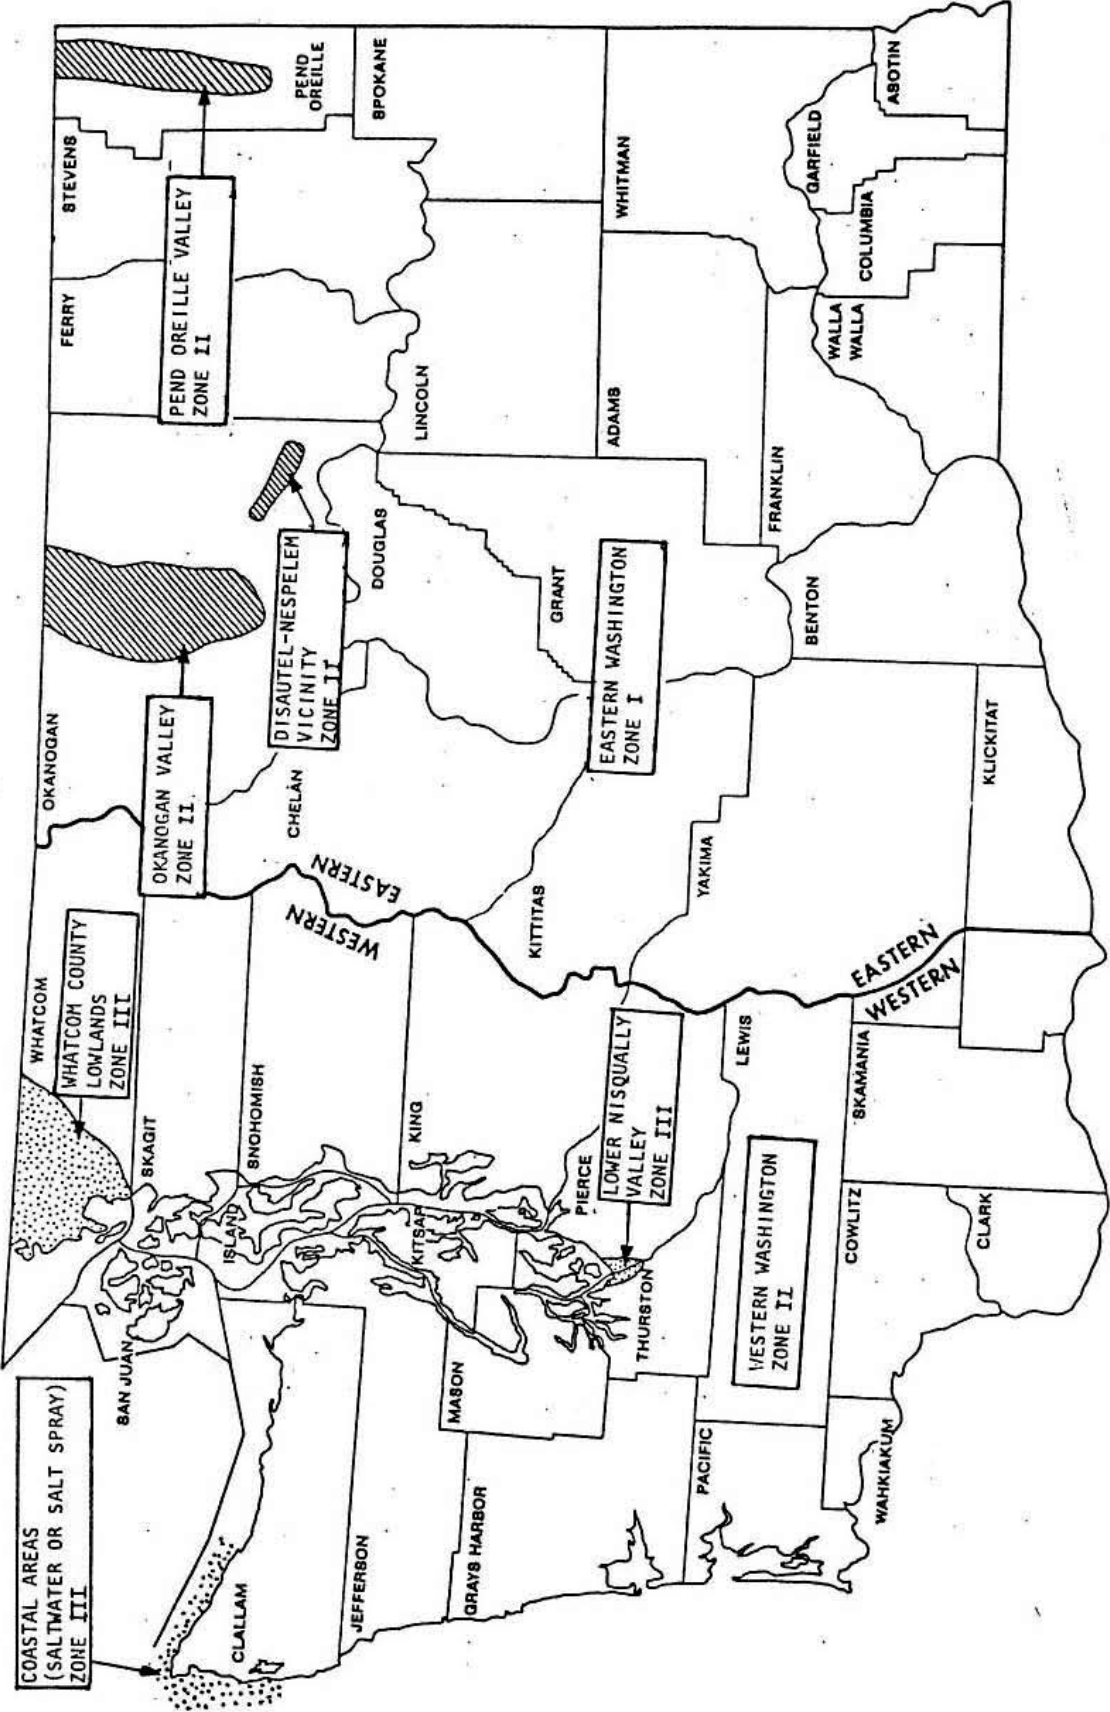 COASTAL AREAS
(SALTWATER OR SALT SPRAY)
ZONE III
WHATCOM COUNTY
LOWLANDS
ZONE III
OKANOGAN VALLEY
ZONE II
DISAUTEL-NESPELEM
VICINITY
ZONE II
PEND OREILLE VALLEY
ZONE II
EASTERN WASHINGTON
ZONE I
LOWER NISQUALLY
VALLEY
ZONE III
WESTERN WASHINGTON
ZONE II
WHATCOM
OKANOGAN
FERRY
STEVENS
PEND
OREILLE
SAN JUAN
SKAGIT
CHELAN
DOUGLAS
LINCOLN
SPOKANE
CLALLAM
ISLAND
SNOHOMISH
WESTERN
EASTERN
JEFFERSON
KITSAP
KING
KITTITAS
GRANT
ADAMS
WHITMAN
GRAYS HARBOR
MASON
THURSTON
PIERCE
YAKIMA
BENTON
FRANKLIN
WALLA
WALLA
COLUMBIA
GARFIELD
ASOTIN
PACIFIC
LEWIS
WAHKIAKUM
COWLITZ
SKAMANIA
EASTERN
WESTERN
CLARK
KLICKITAT